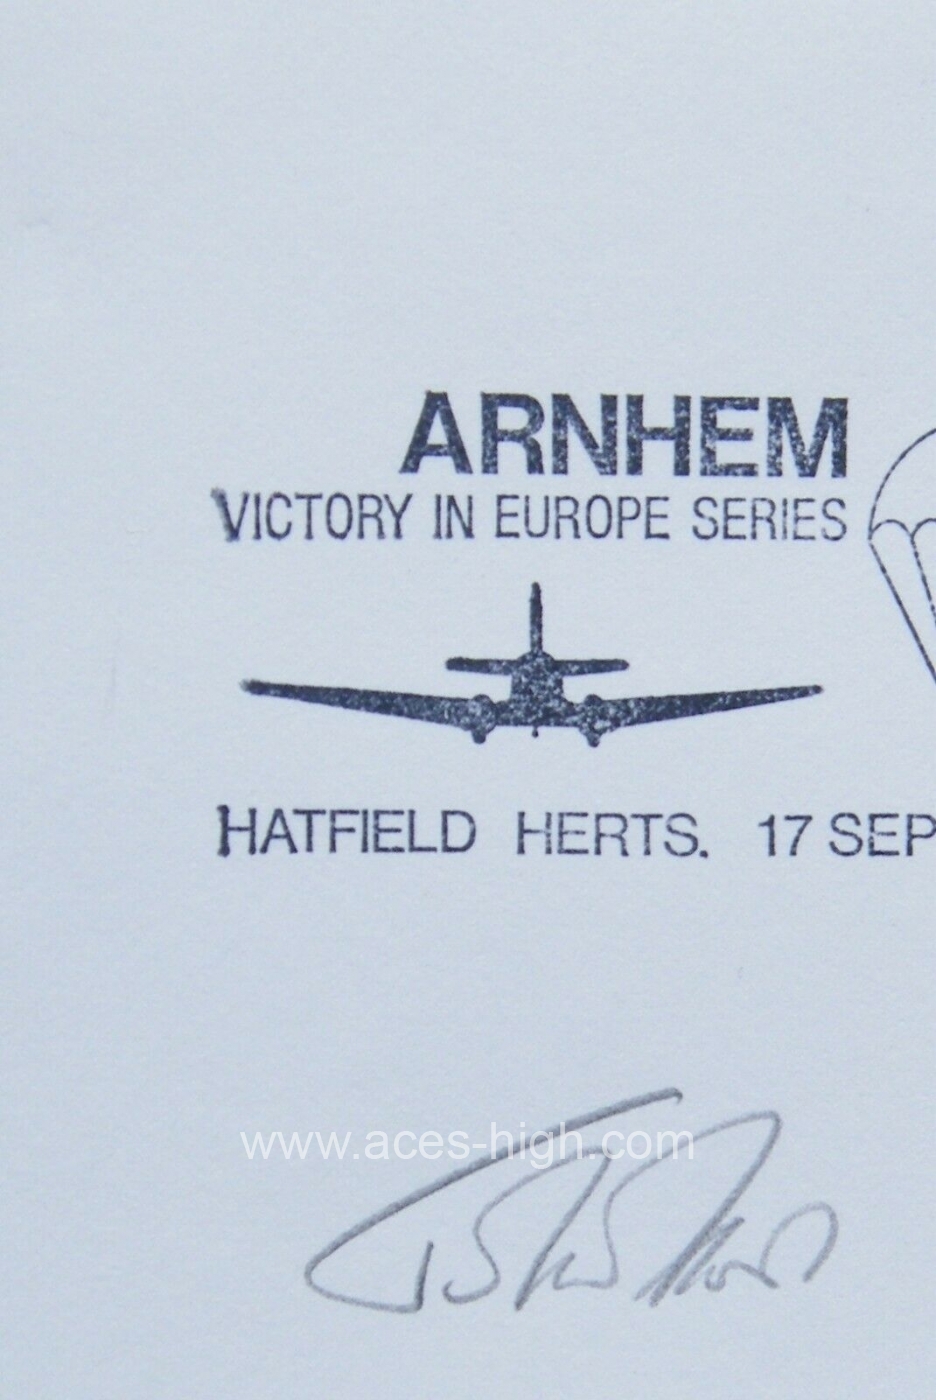 ARNHEM
VICTORY IN EUROPE SERIES
HATFIELD HERTS. 17 SEP
www.aces-high.com